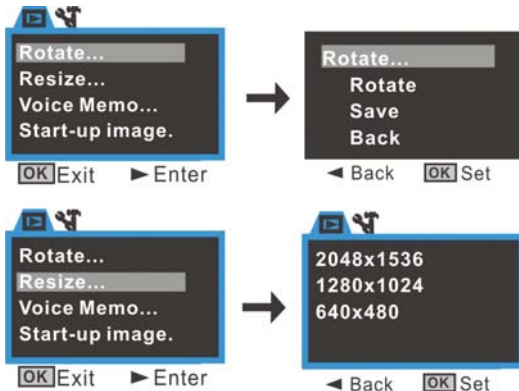 Rotate...
Resize...
Voice Memo...
Start-up image.
OK Exit ► Enter
Rotate...
Rotate
Save
Back
◄ Back OK Set
Rotate...
Resize...
Voice Memo...
Start-up image.
OK Exit ► Enter
2048x1536
1280x1024
640x480
◄ Back OK Set